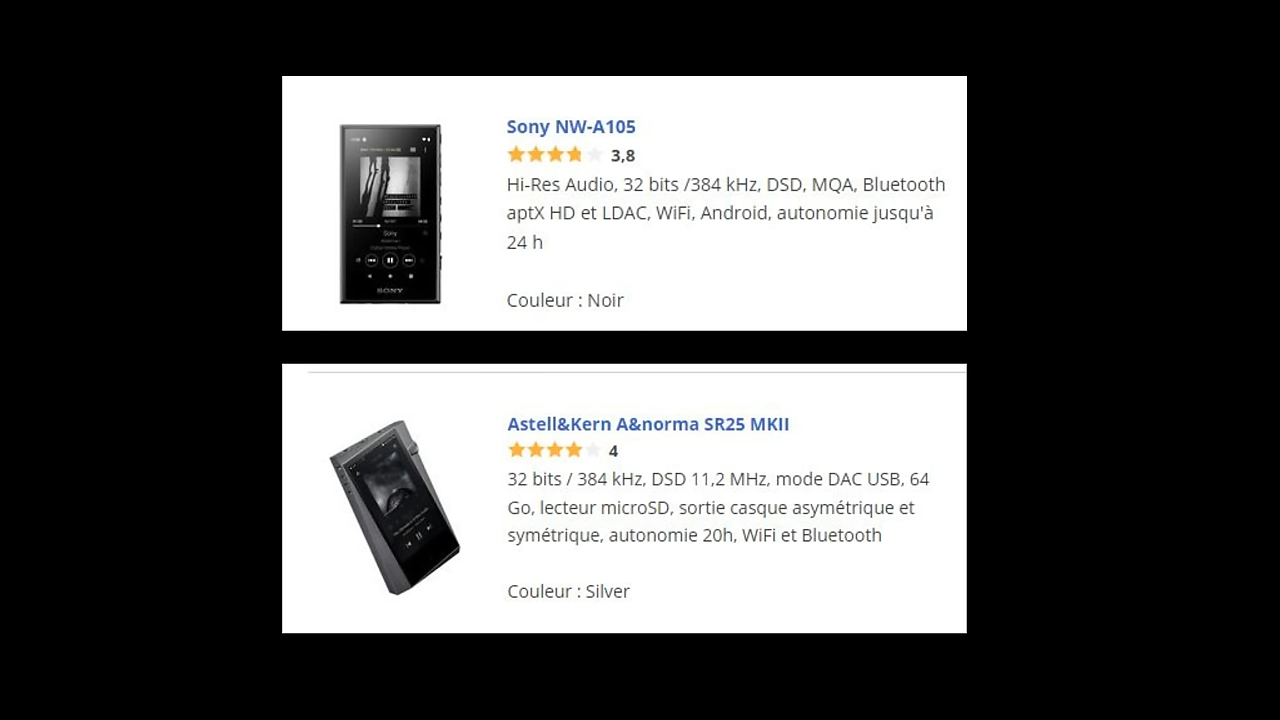 Sony NW-A105
3,8
Hi-Res Audio, 32 bits /384 kHz, DSD, MQA, Bluetooth
aptX HD et LDAC, WiFi, Android, autonomie jusqu'à
24 h
Couleur : Noir
Sony
SONY
Astell&Kern A&norma SR25 MKII
4
32 bits / 384 kHz, DSD 11,2 MHz, mode DAC USB, 64
Go, lecteur microSD, sortie casque asymétrique et
symétrique, autonomie 20h, WiFi et Bluetooth
Couleur : Silver